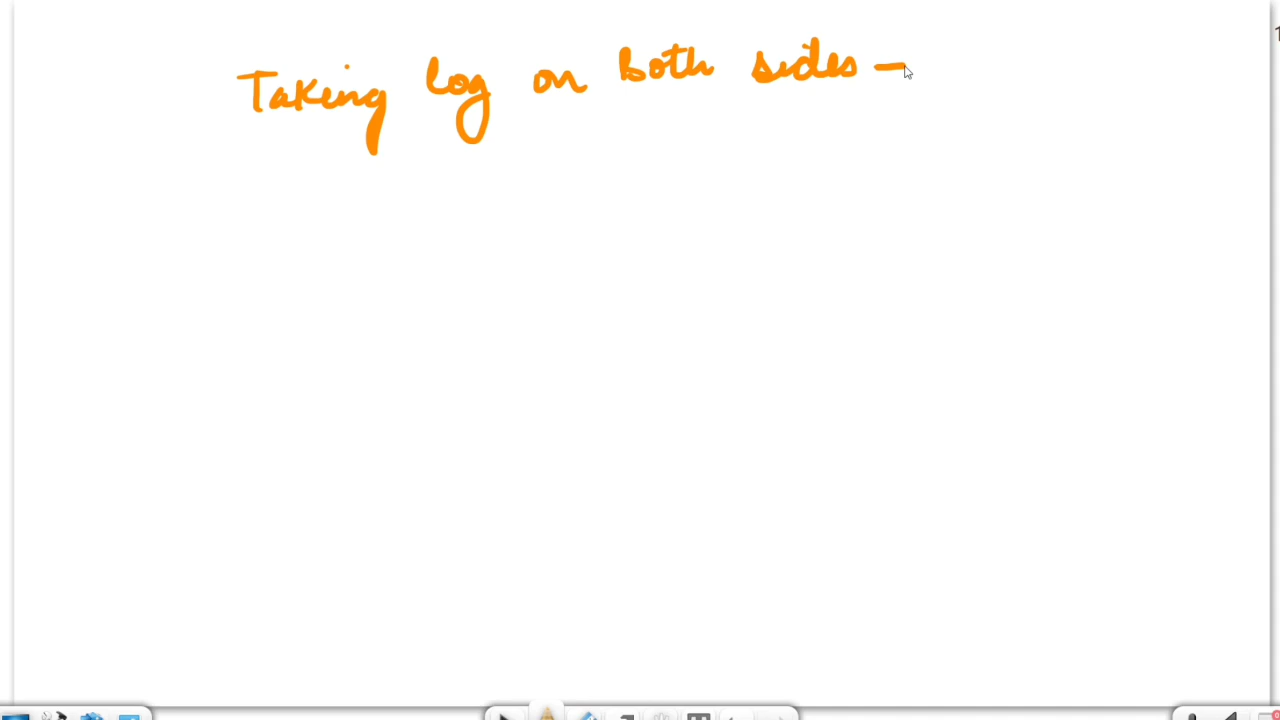 Taking log on Both sides –